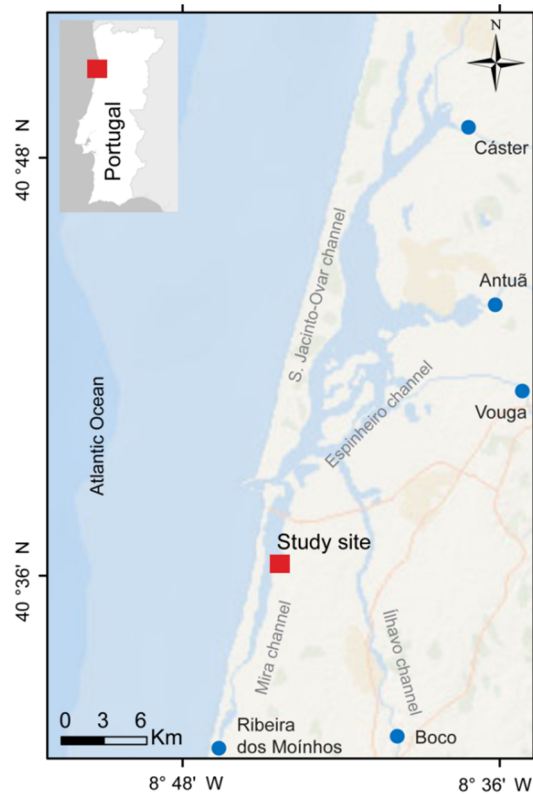 N
Portugal
40 °48' N
Cáster
S. Jacinto-Ovar channel
Antuã
Vouga
Espinheiro channel
Atlantic Ocean
Study site
40 °36' N
Mira channel
Ílhavo channel
0 3 6
Km
Ribeira
dos Moínhos
Boco
8° 48' W
8° 36' W